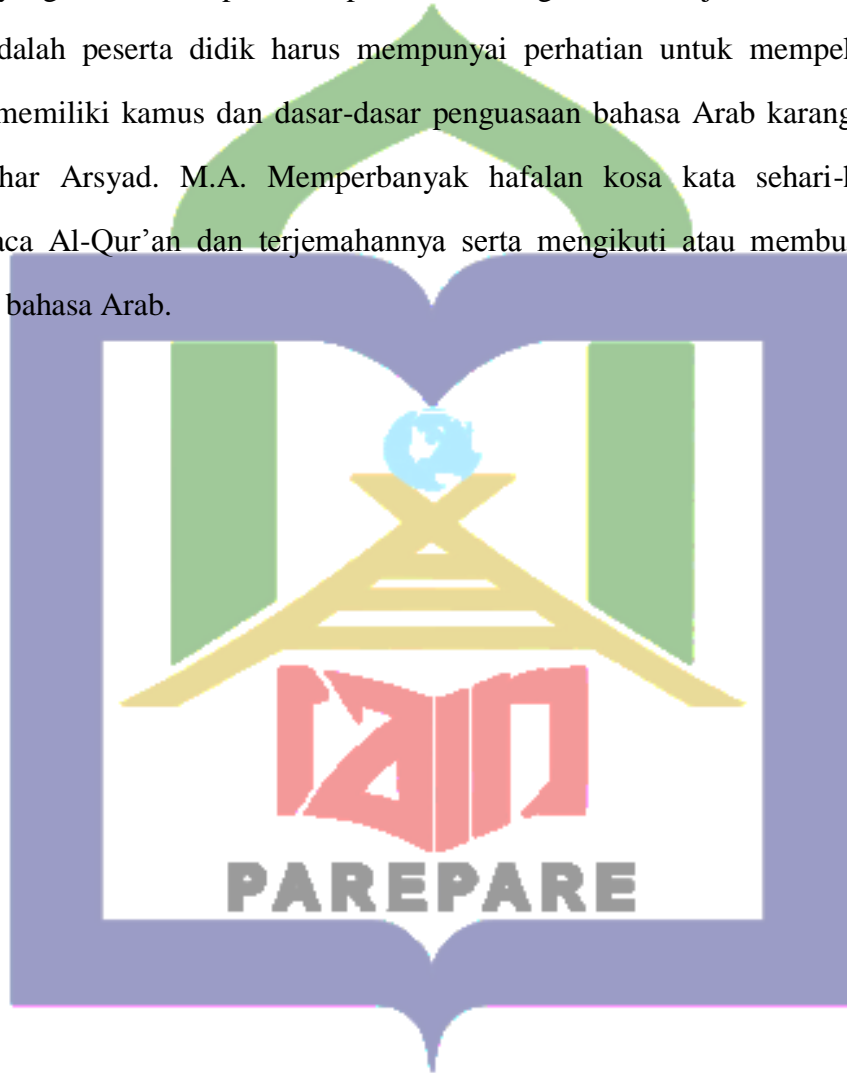 dalah peserta didik harus mempunyai perhatian untuk mempel
memiliki kamus dan dasar-dasar penguasaan bahasa Arab karang
har Arsyad. M.A. Memperbanyak hafalan kosa kata sehari-
aca Al-Qur’an dan terjemahannya serta mengikuti atau membu
bahasa Arab.
iain
PAREPARE